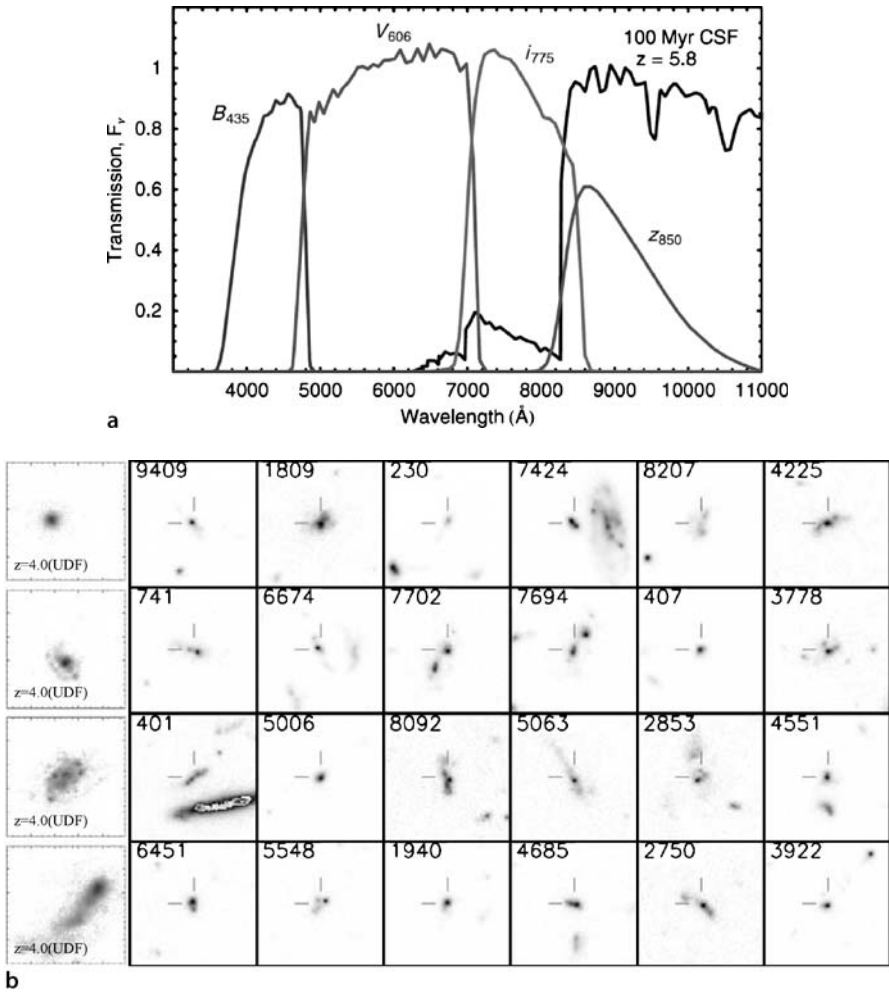 V606
100 Myr CSF
z = 5.8
i775
B435
z850
Transmission, Fν
1
0.8
0.6
0.4
0.2
4000 5000 6000 7000 8000 9000 10000 11000
Wavelength (Å)
a
z=4.0(UDF) 9409 1809 230 7424 8207 4225
z=4.0(UDF) 741 6674 7702 7694 407 3778
z=4.0(UDF) 401 5006 8092 5063 2853 4551
z=4.0(UDF) 6451 5548 1940 4685 2750 3922
b